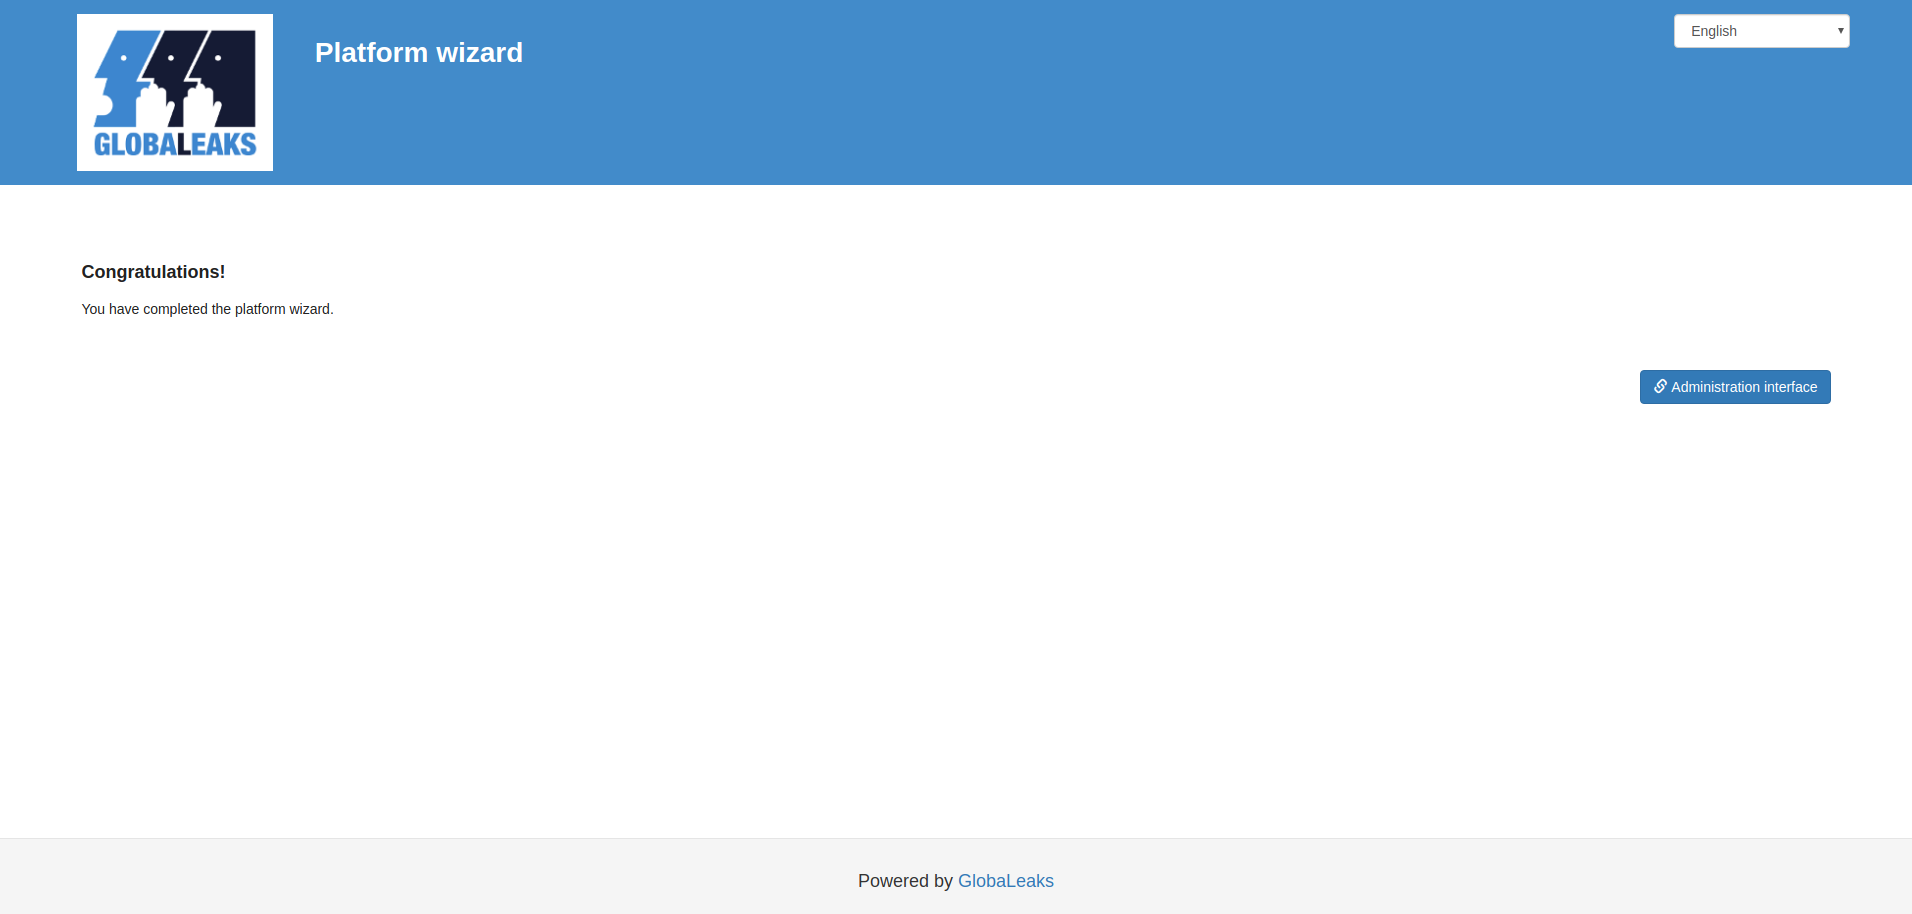 GLOBALEAKS
Platform wizard
English
Congratulations!
You have completed the platform wizard.
Administration interface
Powered by GlobaLeaks